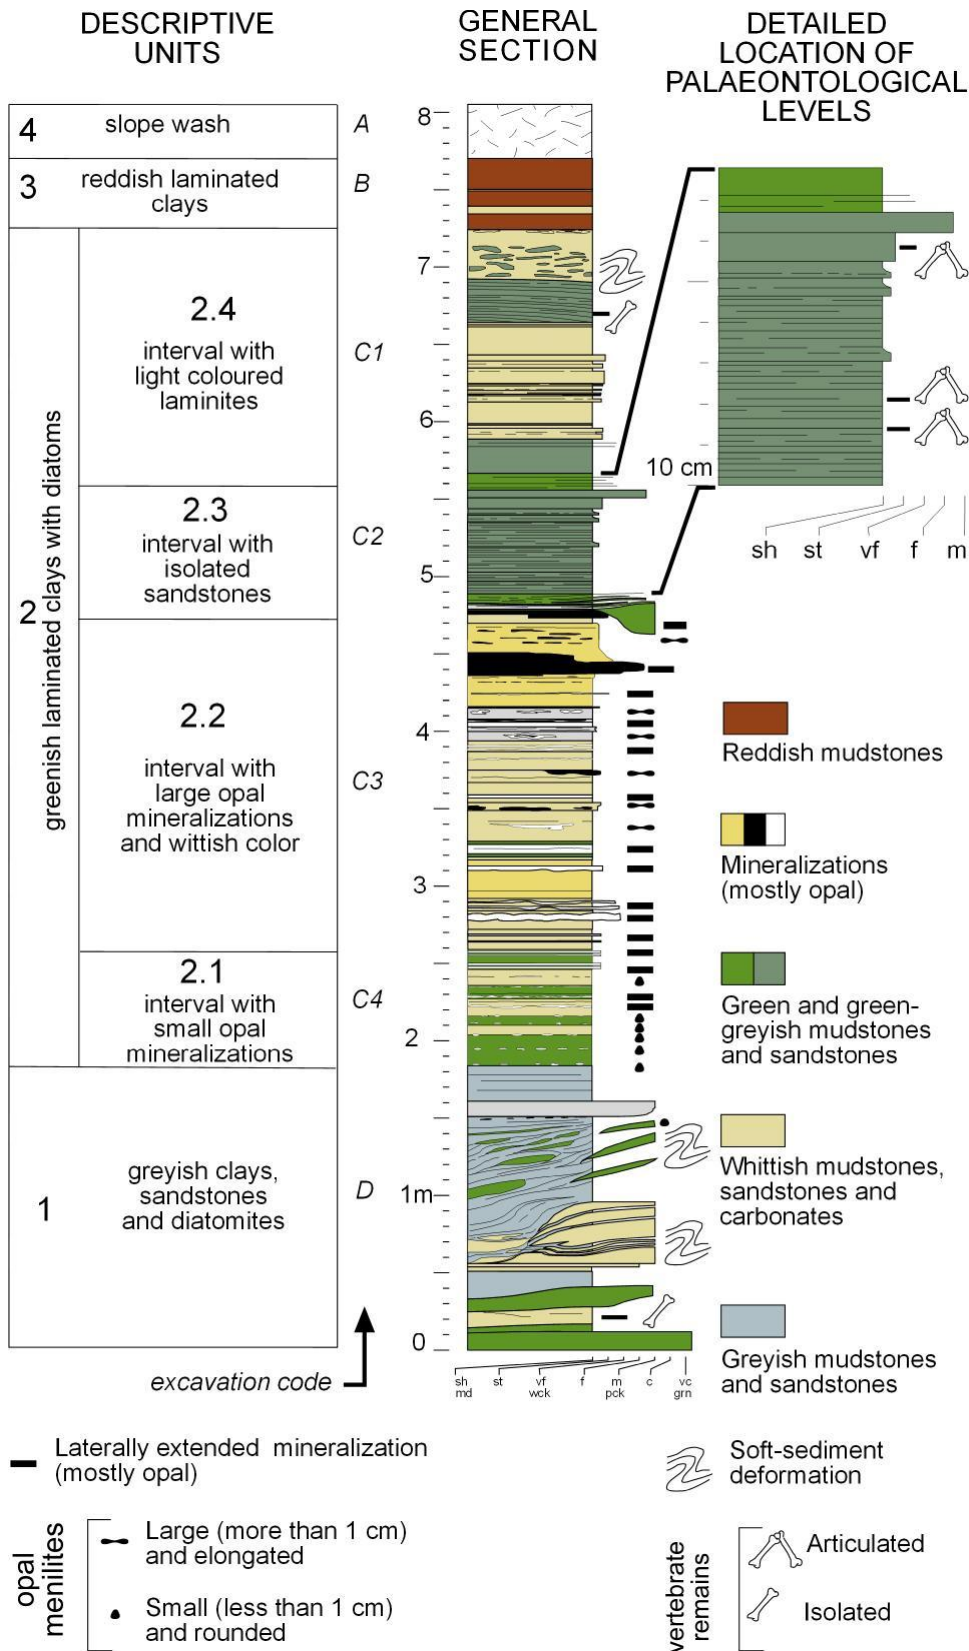 DESCRIPTIVE
UNITS
GENERAL
SECTION
DETAILED
LOCATION OF
PALAEONTOLOGICAL
LEVELS
4
slope wash
A
3
reddish laminated
clays
B
2
greenish laminated clays with diatoms
2.4
interval with
light coloured
laminites
C1
2.3
interval with
isolated
sandstones
C2
2.2
interval with
large opal
mineralizations
and wittish color
C3
2.1
interval with
small opal
mineralizations
C4
1
greyish clays,
sandstones
and diatomites
D
excavation code
8
7
6
5
4
3
2
1m
0
sh
md
st
vf
wck
f
m
pck
c
vc
grn
10 cm
sh
st
vf
f
m
Reddish mudstones
Mineralizations
(mostly opal)
Green and green-
greyish mudstones
and sandstones
Whittish mudstones,
sandstones and
carbonates
Greyish mudstones
and sandstones
Laterally extended mineralization
(mostly opal)
opal
menilites
Large (more than 1 cm)
and elongated
Small (less than 1 cm)
and rounded
Soft-sediment
deformation
vertebrate
remains
Articulated
Isolated